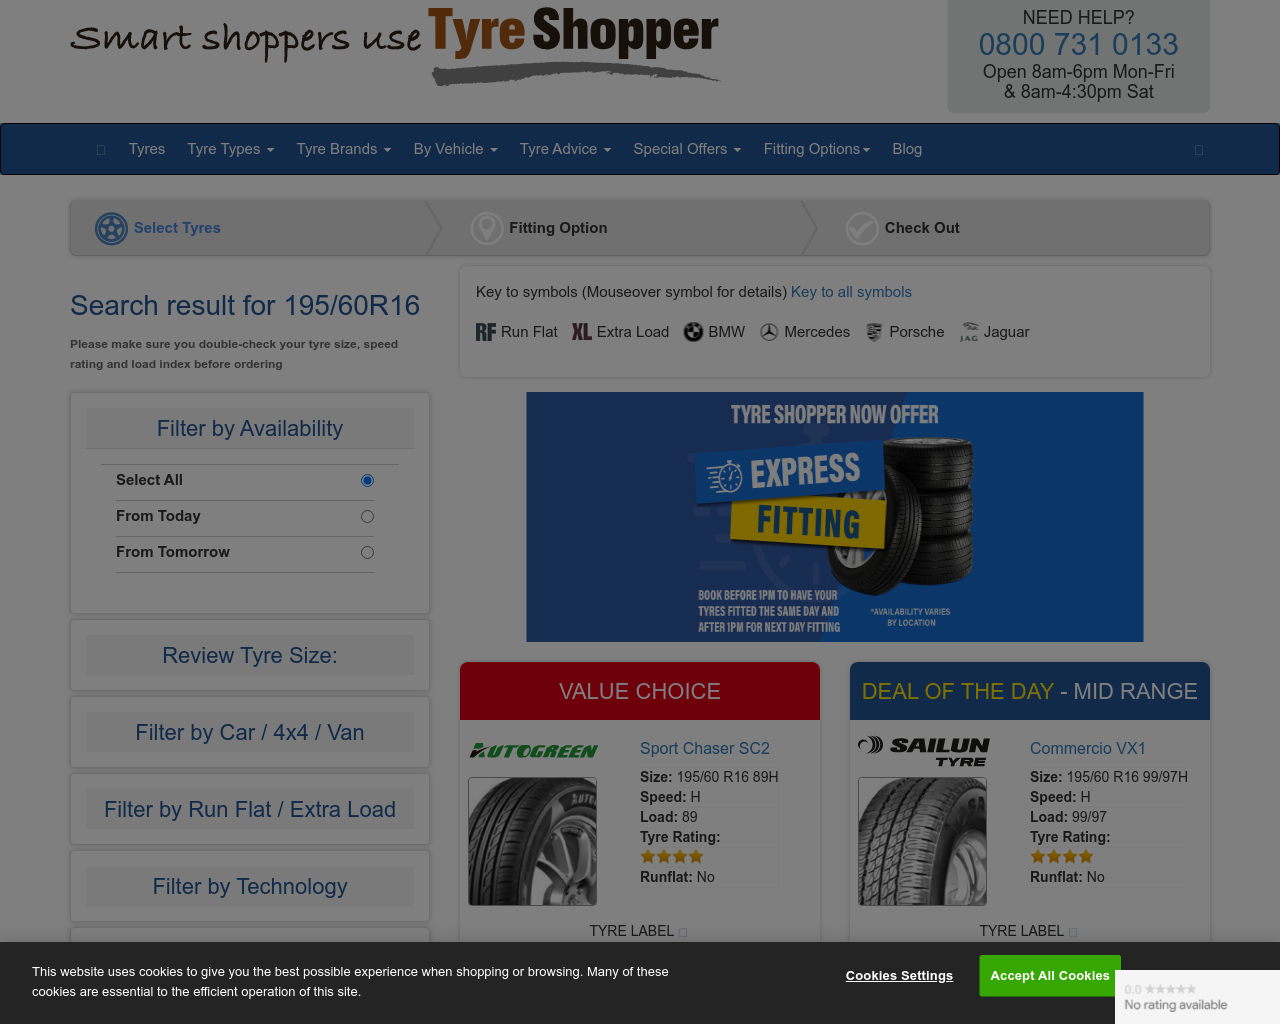 Smart shoppers use TyreShopper
NEED HELP?
0800 731 0133
Open 8am-6pm Mon-Fri
& 8am-4:30pm Sat
Tyres Tyre Types Tyre Brands By Vehicle Tyre Advice Special Offers Fitting Options Blog
Select Tyres Fitting Option Check Out
Search result for 195/60R16
Please make sure you double-check your tyre size, speed
rating and load index before ordering
Key to symbols (Mouseover symbol for details) Key to all symbols
RF Run Flat XL Extra Load BMW Mercedes Porsche JAG Jaguar
Filter by Availability
Select All
From Today
From Tomorrow
Review Tyre Size:
Filter by Car / 4x4 / Van
Filter by Run Flat / Extra Load
Filter by Technology
TYRE SHOPPER NOW OFFER
EXPRESS
FITTING
BOOK BEFORE 1PM TO HAVE YOUR
TYRES FITTED THE SAME DAY AND
AFTER 1PM FOR NEXT DAY FITTING
*AVAILABILITY VARIES
BY LOCATION
VALUE CHOICE
AUTOGREEN
Sport Chaser SC2
Size: 195/60 R16 89H
Speed: H
Load: 89
Tyre Rating:
Runflat: No
TYRE LABEL
DEAL OF THE DAY - MID RANGE
SAILUN
TYRE
Commercio VX1
Size: 195/60 R16 99/97H
Speed: H
Load: 99/97
Tyre Rating:
Runflat: No
TYRE LABEL
This website uses cookies to give you the best possible experience when shopping or browsing. Many of these
cookies are essential to the efficient operation of this site.
Cookies Settings
Accept All Cookies
0.0 ★★★★★
No rating available